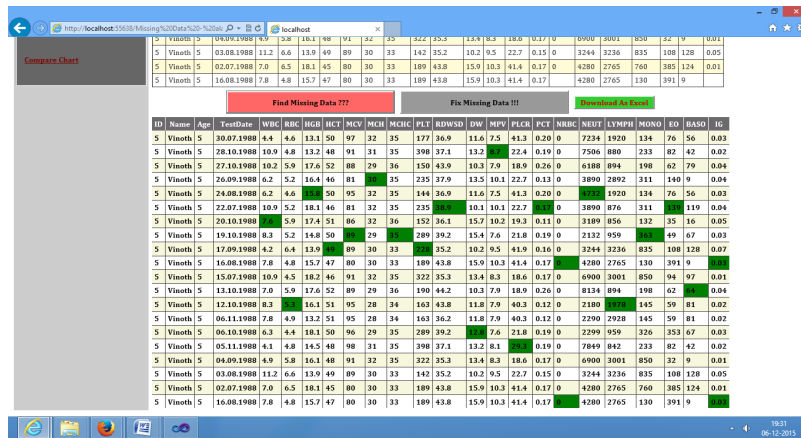 http://localhost:55638/Missing%20Data%20-%20al
localhost
5 Vinoth 5 04.09.1988 4.9 5.8 16.1 48 91 32 35 322 35.3 13.4 8.3 18.6 0.17 0 6900 3001 850 32 9 0.01
5 Vinoth 5 03.08.1988 11.2 6.6 13.9 49 89 30 33 142 35.2 10.2 9.5 22.7 0.15 0 3244 3236 835 108 128 0.05
5 Vinoth 5 02.07.1988 7.0 6.5 18.1 45 80 30 33 189 43.8 15.9 10.3 41.4 0.17 0 4280 2765 760 385 124 0.01
5 Vinoth 5 16.08.1988 7.8 4.8 15.7 47 80 30 33 189 43.8 15.9 10.3 41.4 0.17 4280 2765 130 391 9
Compare Chart
Find Missing Data ???
Fix Missing Data !!!
Download As Excel
ID Name Age TestDate WBC RBC HGB HCT MCV MCH MCHC PLT RDWSD DW MPV PLCR PCT NRBC NEUT LYMPH MONO EO BASO IG
5 Vinoth 5 30.07.1988 4.4 4.6 13.1 50 97 32 35 177 36.9 11.6 7.5 41.3 0.20 0 7234 1920 134 76 56 0.03
5 Vinoth 5 28.10.1988 10.9 4.8 13.2 48 91 31 35 398 37.1 13.2 8.7 22.4 0.19 0 7506 880 233 82 42 0.02
5 Vinoth 5 27.10.1988 10.2 5.9 17.6 52 88 29 36 150 43.9 10.3 7.9 18.9 0.26 0 6188 894 198 62 79 0.04
5 Vinoth 5 26.09.1988 6.2 5.2 16.4 46 81 30 35 235 37.9 13.5 10.1 22.7 0.13 0 3890 2892 311 140 9 0.04
5 Vinoth 5 24.08.1988 6.2 4.6 15.8 50 95 32 35 144 36.9 11.6 7.5 41.3 0.20 0 4732 1920 134 76 56 0.03
5 Vinoth 5 22.07.1988 10.9 5.2 18.1 46 81 32 35 235 38.9 10.1 10.1 22.7 0.17 0 3890 876 311 139 119 0.04
5 Vinoth 5 20.10.1988 7.6 5.9 17.4 51 86 32 36 152 36.1 15.7 10.2 19.3 0.11 0 3189 856 132 35 16 0.05
5 Vinoth 5 19.10.1988 8.3 5.2 14.8 50 89 29 35 289 39.2 15.4 7.6 21.8 0.19 0 2132 959 363 49 67 0.03
5 Vinoth 5 17.09.1988 4.2 6.4 13.9 49 89 30 33 228 35.2 10.2 9.5 41.9 0.16 0 3244 3236 835 108 128 0.07
5 Vinoth 5 16.08.1988 7.8 4.8 15.7 47 80 30 33 189 43.8 15.9 10.3 41.4 0.17 0 4280 2765 130 391 9 0.03
5 Vinoth 5 15.07.1988 10.9 4.5 18.2 46 91 32 35 322 35.3 13.4 8.3 18.6 0.17 0 6900 3001 850 94 97 0.01
5 Vinoth 5 13.10.1988 7.0 5.9 17.6 52 89 29 36 190 44.2 10.3 7.9 18.9 0.26 0 8134 894 198 62 64 0.04
5 Vinoth 5 12.10.1988 8.3 5.3 16.1 51 95 28 34 163 43.8 11.8 7.9 40.3 0.12 0 2180 1978 145 59 81 0.02
5 Vinoth 5 06.11.1988 7.8 4.9 13.2 51 95 28 34 163 36.2 11.8 7.9 40.3 0.12 0 2290 2928 145 59 81 0.02
5 Vinoth 5 06.10.1988 6.3 4.4 18.1 50 96 29 35 289 39.2 12.8 7.6 21.8 0.19 0 2299 959 326 353 67 0.03
5 Vinoth 5 05.11.1988 4.1 4.8 14.5 48 98 31 35 398 37.1 13.2 8.1 29.3 0.19 0 7849 842 233 82 42 0.02
5 Vinoth 5 04.09.1988 4.9 5.8 16.1 48 91 32 35 322 35.3 13.4 8.3 18.6 0.17 0 6900 3001 850 32 9 0.01
5 Vinoth 5 03.08.1988 11.2 6.6 13.9 49 89 30 33 142 35.2 10.2 9.5 22.7 0.15 0 3244 3236 835 108 128 0.05
5 Vinoth 5 02.07.1988 7.0 6.5 18.1 45 80 30 33 189 43.8 15.9 10.3 41.4 0.17 0 4280 2765 760 385 124 0.01
5 Vinoth 5 16.08.1988 7.8 4.8 15.7 47 80 30 33 189 43.8 15.9 10.3 41.4 0.17 0 4280 2765 130 391 9 0.03
19:31
06-12-2015